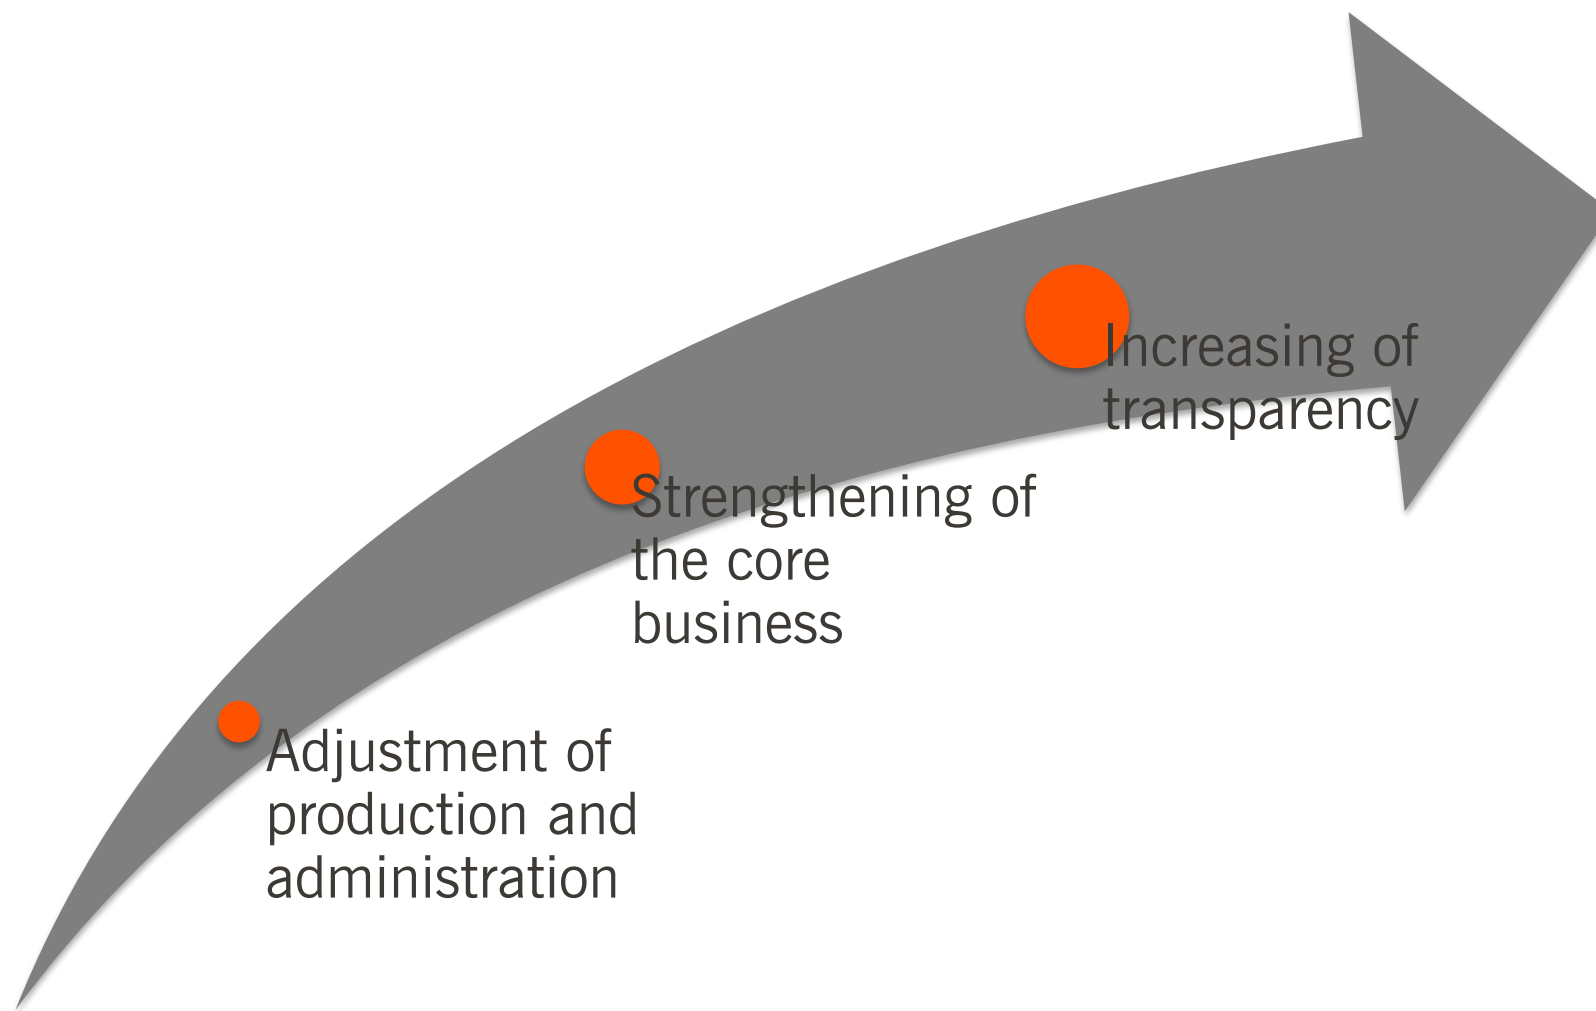 Increasing of
transparency
Strengthening of
the core
business
Adjustment of
production and
administration